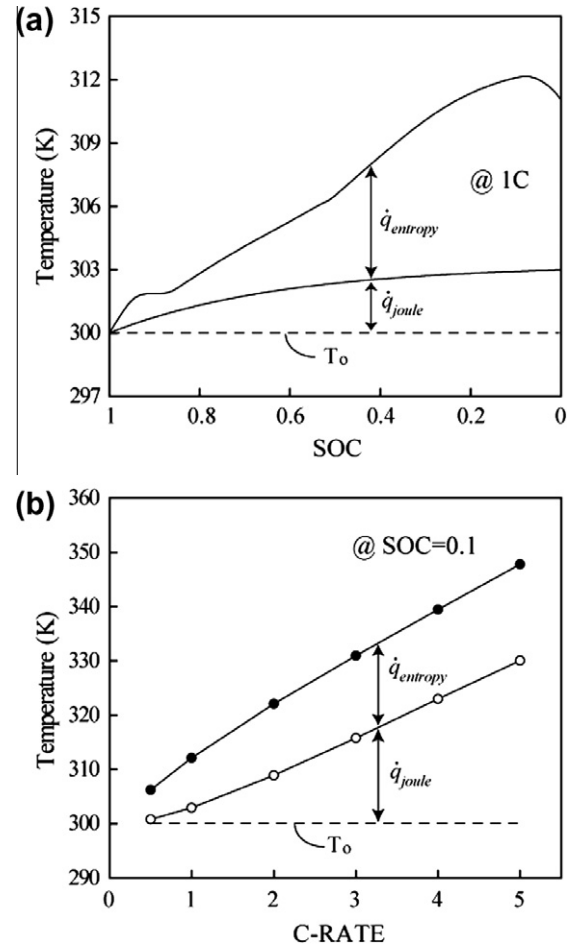 (a)
315
312
309
306
303
300
297
Temperature (K)
@ 1C
q̇entropy
q̇joule
To
1
0.8
0.6
0.4
0.2
0
SOC
(b)
360
350
340
330
320
310
300
290
Temperature (K)
@ SOC=0.1
q̇entropy
q̇joule
To
0
1
2
3
4
5
C-RATE